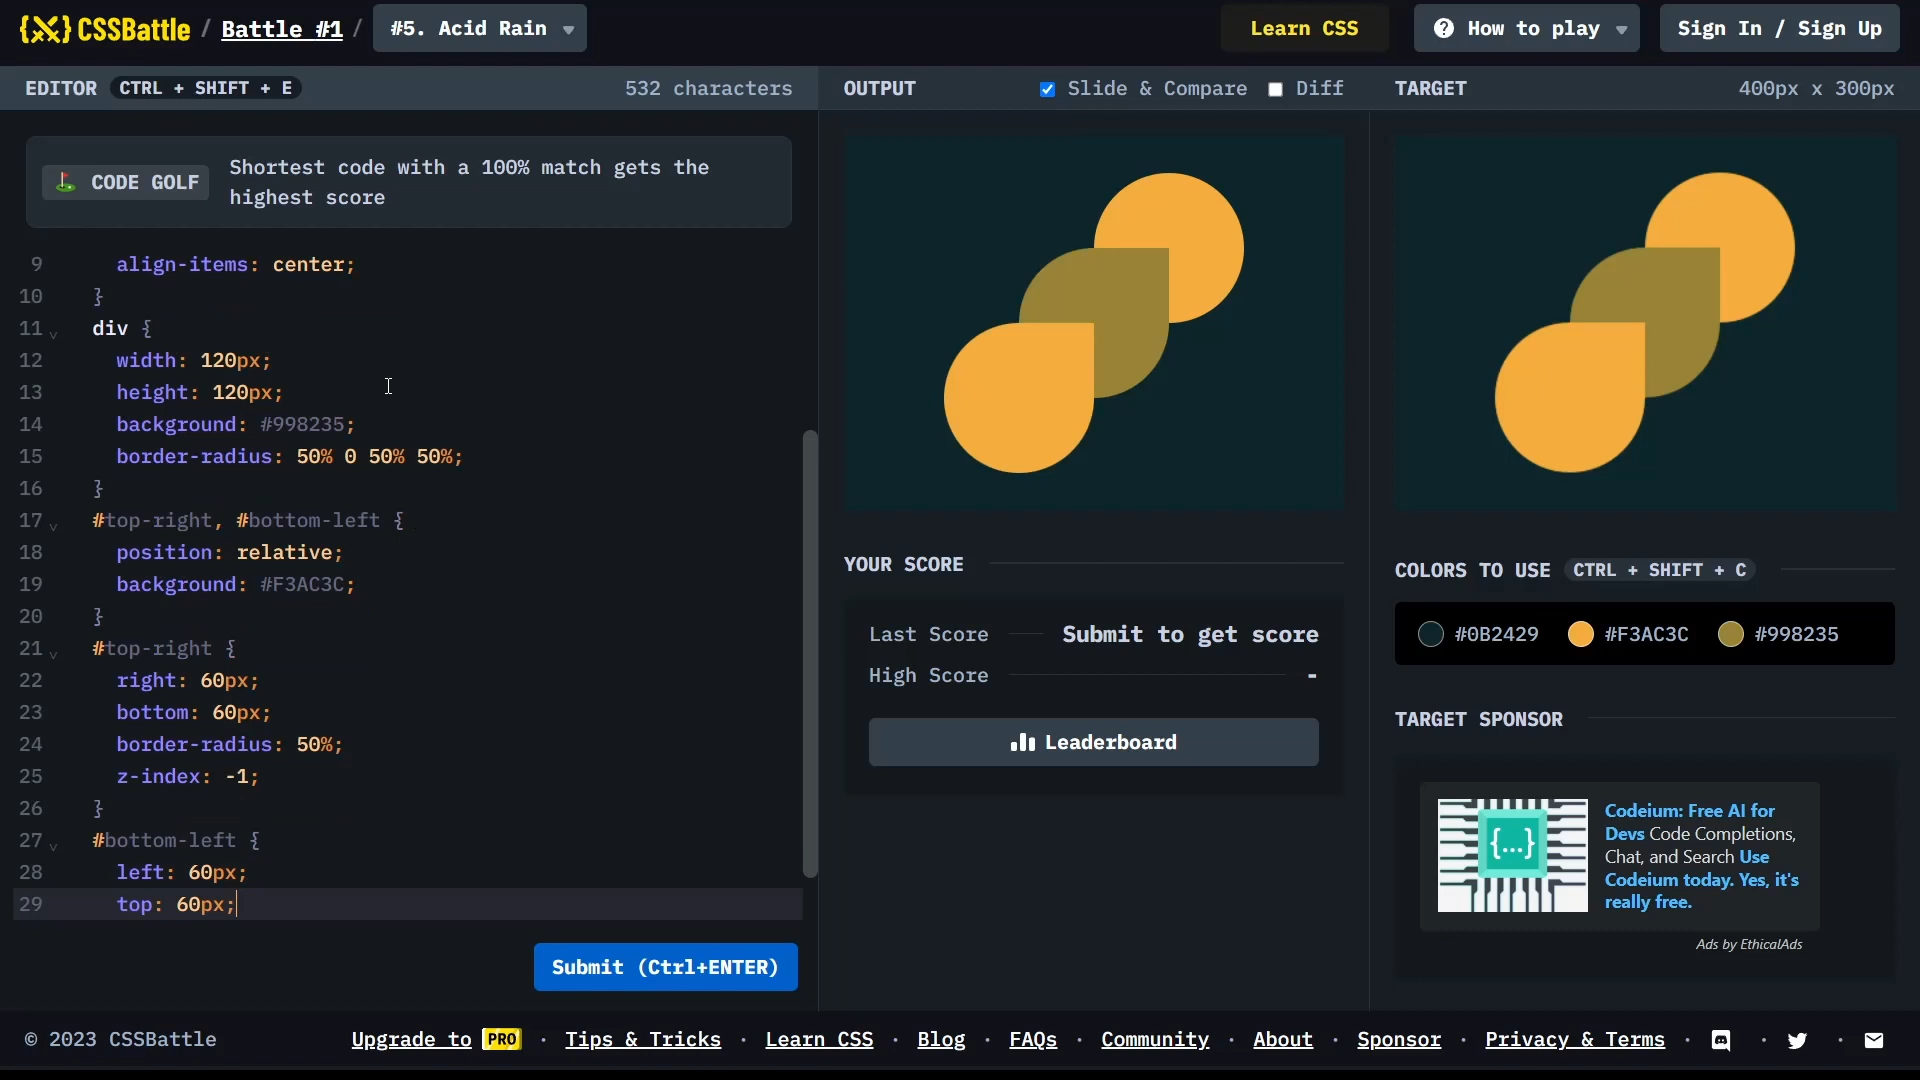 {X} CSSBattle / Battle #1 / #5. Acid Rain
Learn CSS
How to play
Sign In / Sign Up
EDITOR CTRL + SHIFT + E
532 characters
OUTPUT
Slide & Compare
Diff
TARGET
400px x 300px
CODE GOLF
Shortest code with a 100% match gets the
highest score
9 align-items: center;
10 }
11 div {
12 width: 120px;
13 height: 120px;
14 background: #998235;
15 border-radius: 50% 0 50% 50%;
16 }
17 #top-right, #bottom-left {
18 position: relative;
19 background: #F3AC3C;
20 }
21 #top-right {
22 right: 60px;
23 bottom: 60px;
24 border-radius: 50%;
25 z-index: -1;
26 }
27 #bottom-left {
28 left: 60px;
29 top: 60px;
Submit (Ctrl+ENTER)
YOUR SCORE
Last Score Submit to get score
High Score -
Leaderboard
COLORS TO USE CTRL + SHIFT + C
#0B2429 #F3AC3C #998235
TARGET SPONSOR
{...}
Codeium: Free AI for
Devs Code Completions,
Chat, and Search Use
Codeium today. Yes, it's
really free.
Ads by EthicalAds
© 2023 CSSBattle
Upgrade to PRO · Tips & Tricks · Learn CSS · Blog · FAQs · Community · About · Sponsor · Privacy & Terms · · ·